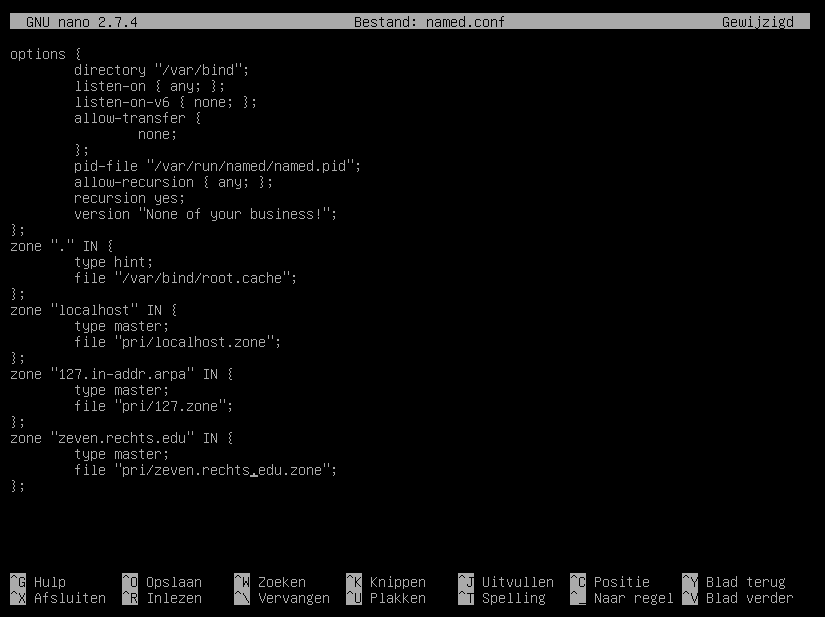 GNU nano 2.7.4 Bestand: named.conf Gewijzigd
options {
directory "/var/bind";
listen-on { any; };
listen-on-v6 { none; };
allow-transfer {
none;
};
pid-file "/var/run/named/named.pid";
allow-recursion { any; };
recursion yes;
version "None of your business!";
};
zone "." IN {
type hint;
file "/var/bind/root.cache";
};
zone "localhost" IN {
type master;
file "pri/localhost.zone";
};
zone "127.in-addr.arpa" IN {
type master;
file "pri/127.zone";
};
zone "zeven.rechts.edu" IN {
type master;
file "pri/zeven.rechts.edu.zone";
};
^G Hulp ^O Opslaan ^W Zoeken ^K Knippen ^J Uitvullen ^C Positie ^Y Blad terug
^X Afsluiten ^R Inlezen ^\ Vervangen ^U Plakken ^T Spelling ^_ Naar regel ^V Blad verder